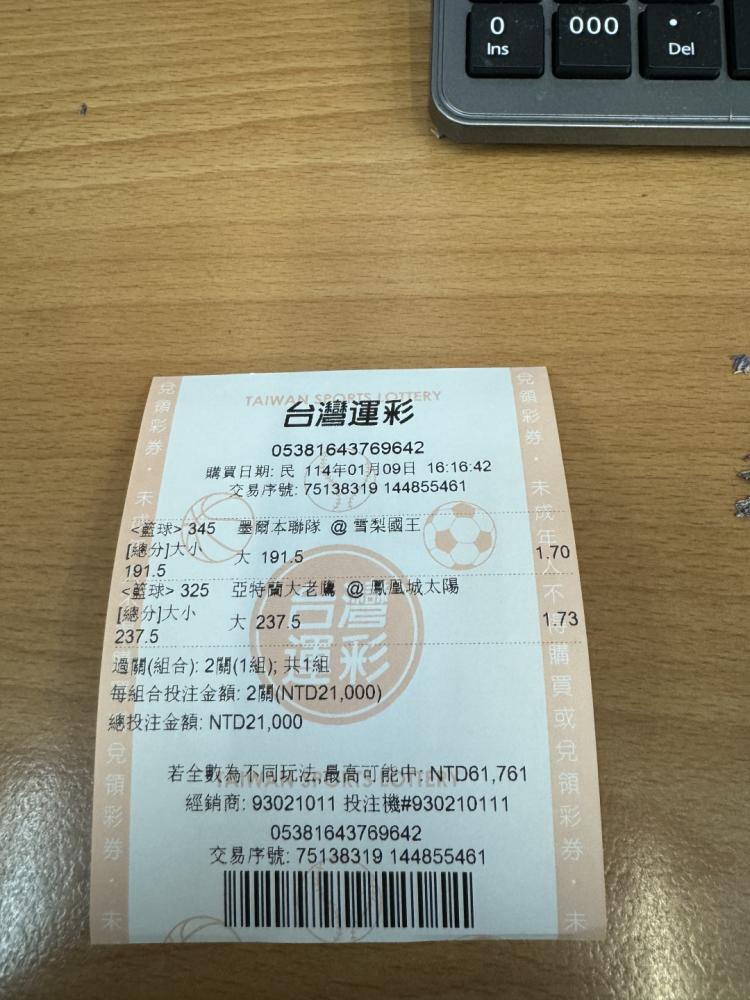 0
Ins
000
.
Del
TAIWAN SPORTS LOTTERY
台灣運彩
05381643769642
購買日期: 民 114年01月09日 16:16:42
交易序號: 75138319 144855461
<籃球> 345 墨爾本聯隊 @ 雪梨國王
[總分]大小
191.5
大 191.5
1.70
<籃球> 325 亞特蘭大老鷹 @ 鳳凰城太陽
[總分]大小
237.5
大 237.5
1.73
台灣
運彩
過關(組合): 2關(1組); 共1組
每組合投注金額: 2關(NTD21,000)
總投注金額: NTD21,000
若全數為不同玩法,最高可能中: NTD61,761
TAIWAN SPORTS LOTTERY
經銷商: 93021011 投注機#930210111
05381643769642
交易序號: 75138319 144855461
兌領彩券
兌領彩券
未成年人不得購買或兌領彩券